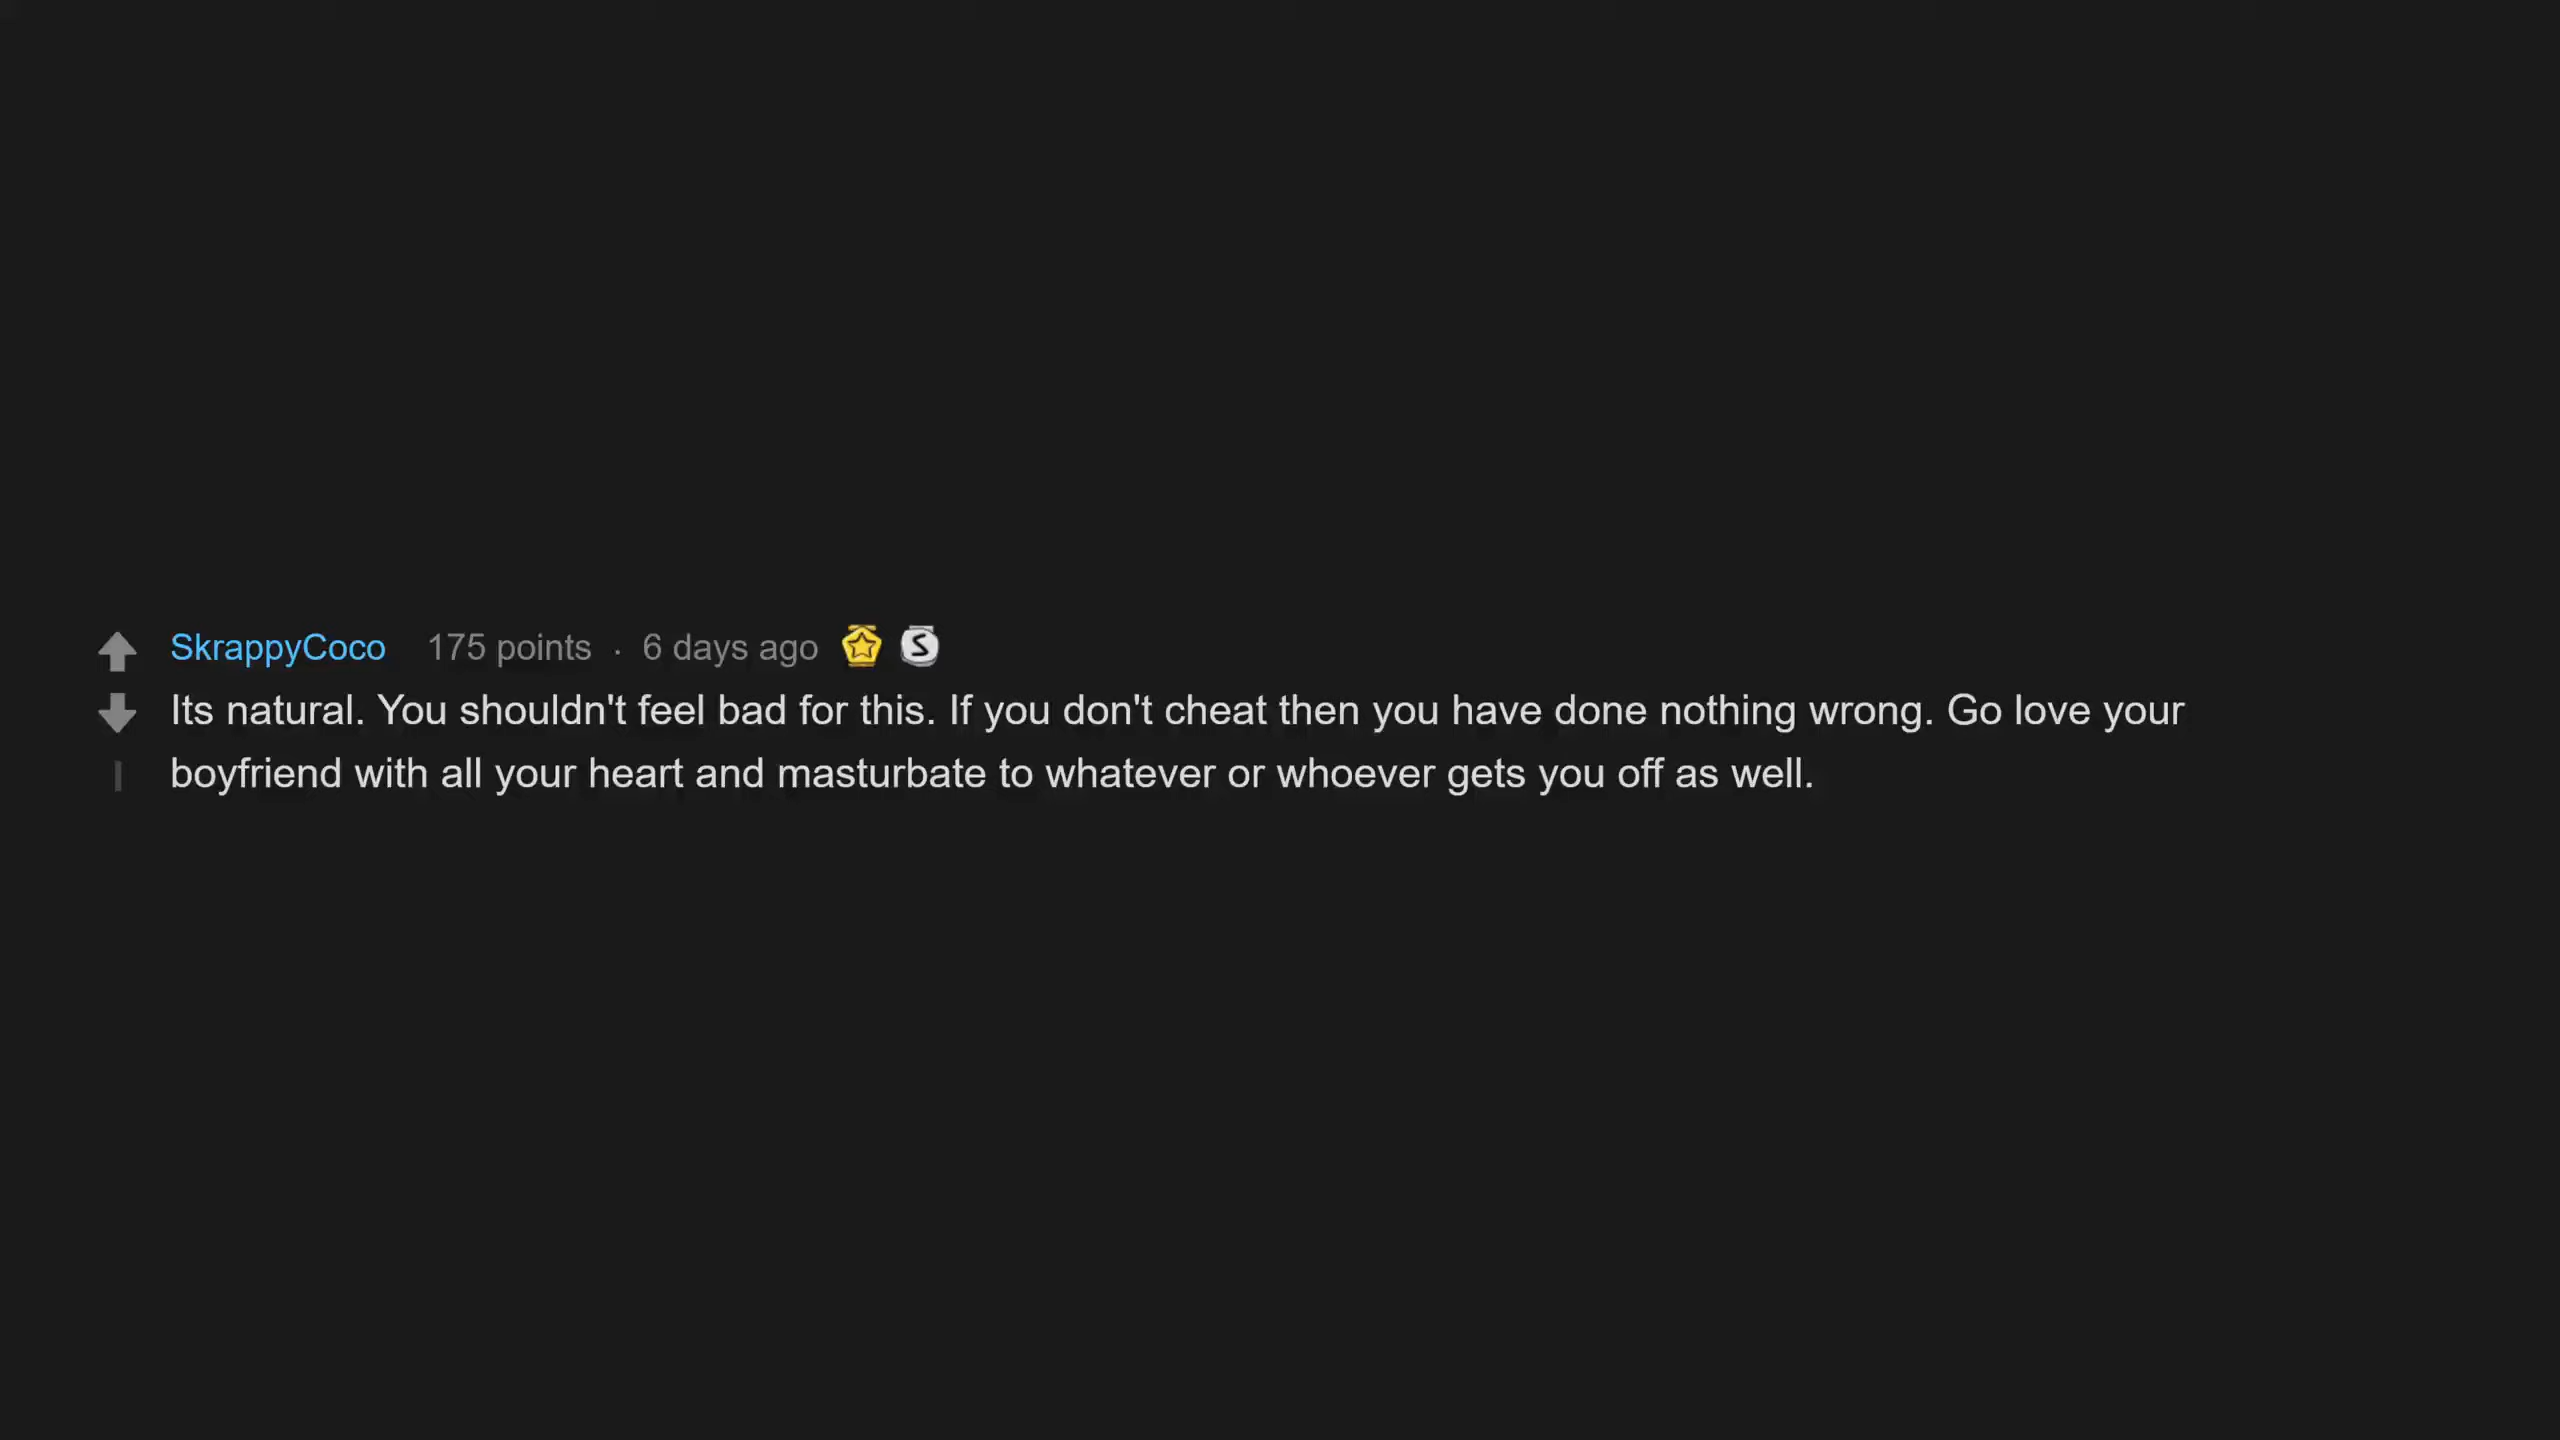 SkrappyCoco 175 points · 6 days ago S
Its natural. You shouldn't feel bad for this. If you don't cheat then you have done nothing wrong. Go love your
boyfriend with all your heart and masturbate to whatever or whoever gets you off as well.